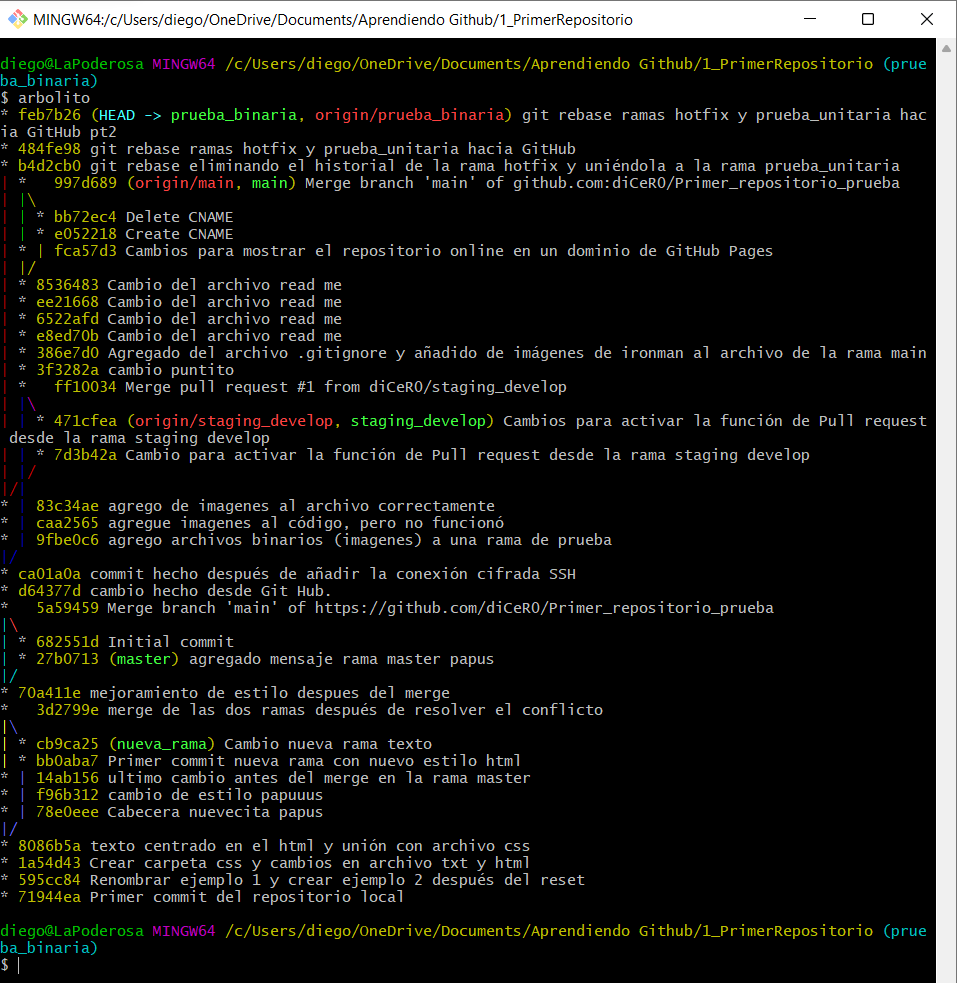 MINGW64:/c/Users/diego/OneDrive/Documents/Aprendiendo Github/1_PrimerRepositorio
diego@LaPoderosa MINGW64 /c/Users/diego/OneDrive/Documents/Aprendiendo Github/1_PrimerRepositorio (prue
ba_binaria)
$ arbolito
* feb7b26 (HEAD -> prueba_binaria, origin/prueba_binaria) git rebase ramas hotfix y prueba_unitaria hac
ia GitHub pt2
* 484fe98 git rebase ramas hotfix y prueba_unitaria hacia GitHub
* b4d2cb0 git rebase eliminando el historial de la rama hotfix y uniéndola a la rama prueba_unitaria
| *   997d689 (origin/main, main) Merge branch 'main' of github.com:diCeR0/Primer_repositorio_prueba
| |\
| | * bb72ec4 Delete CNAME
| | * e052218 Create CNAME
| * | fca57d3 Cambios para mostrar el repositorio online en un dominio de GitHub Pages
| |/
| * 8536483 Cambio del archivo read me
| * ee21668 Cambio del archivo read me
| * 6522afd Cambio del archivo read me
| * e8ed70b Cambio del archivo read me
| * 386e7d0 Agregado del archivo .gitignore y añadido de imágenes de ironman al archivo de la rama main
| * 3f3282a cambio puntito
| *   ff10034 Merge pull request #1 from diCeR0/staging_develop
| |\
| | * 471cfea (origin/staging_develop, staging_develop) Cambios para activar la función de Pull request
 desde la rama staging develop
| | * 7d3b42a Cambio para activar la función de Pull request desde la rama staging develop
| |/
|/|
* | 83c34ae agrego de imagenes al archivo correctamente
* | caa2565 agregue imagenes al código, pero no funcionó
* | 9fbe0c6 agrego archivos binarios (imagenes) a una rama de prueba
|/
* ca01a0a commit hecho después de añadir la conexión cifrada SSH
* d64377d cambio hecho desde Git Hub.
*   5a59459 Merge branch 'main' of https://github.com/diCeR0/Primer_repositorio_prueba
|\
| * 682551d Initial commit
| * 27b0713 (master) agregado mensaje rama master papus
|/
* 70a411e mejoramiento de estilo despues del merge
*   3d2799e merge de las dos ramas después de resolver el conflicto
|\
| * cb9ca25 (nueva_rama) Cambio nueva rama texto
| * bb0aba7 Primer commit nueva rama con nuevo estilo html
* | 14ab156 ultimo cambio antes del merge en la rama master
* | f96b312 cambio de estilo papuuus
* | 78e0eee Cabecera nuevecita papus
|/
* 8086b5a texto centrado en el html y unión con archivo css
* 1a54d43 Crear carpeta css y cambios en archivo txt y html
* 595cc84 Renombrar ejemplo 1 y crear ejemplo 2 después del reset
* 71944ea Primer commit del repositorio local
diego@LaPoderosa MINGW64 /c/Users/diego/OneDrive/Documents/Aprendiendo Github/1_PrimerRepositorio (prue
ba_binaria)
$